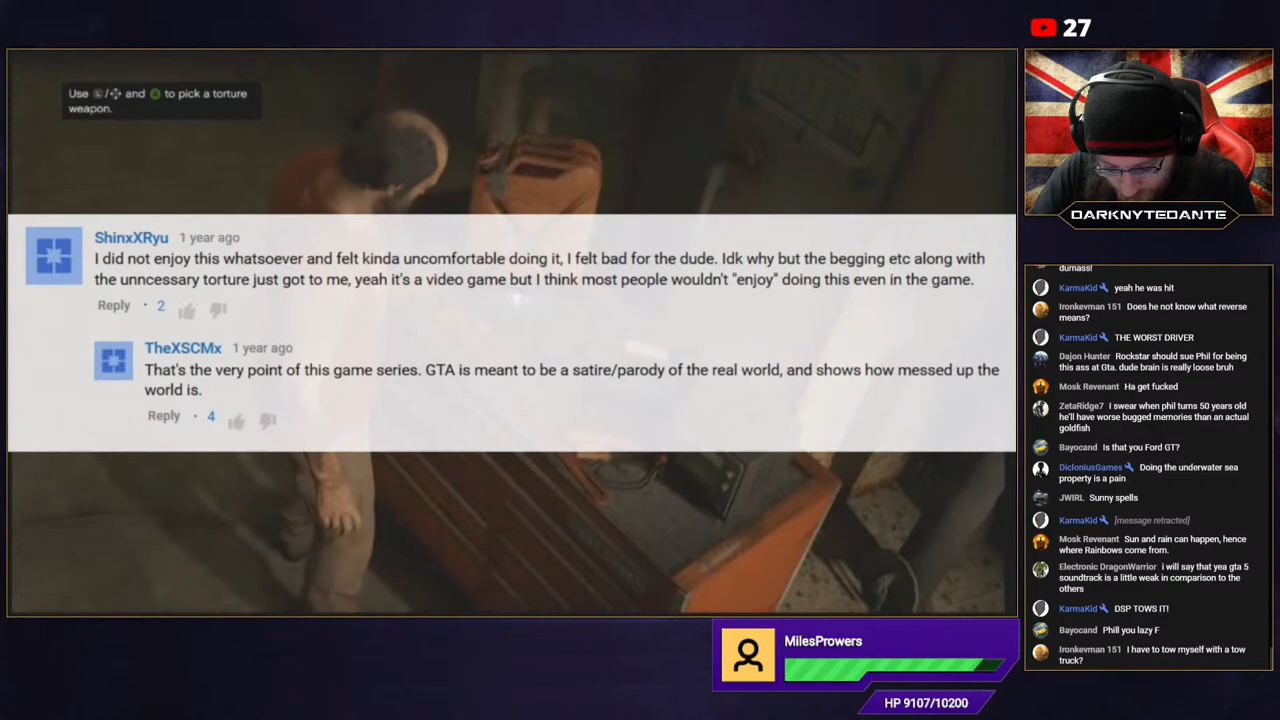 27
Use L/ and A to pick a torture
weapon.
ShinxXRyu 1 year ago
I did not enjoy this whatsoever and felt kinda uncomfortable doing it, I felt bad for the dude. Idk why but the begging etc along with
the unncessary torture just got to me, yeah it's a video game but I think most people wouldn't "enjoy" doing this even in the game.
Reply · 2
TheXSCMx 1 year ago
That's the very point of this game series. GTA is meant to be a satire/parody of the real world, and shows how messed up the
world is.
Reply · 4
DARKNYTEDANTE
dumass!
KarmaKid yeah he was hit
Ironkevman 151 Does he not know what reverse
means?
KarmaKid THE WORST DRIVER
Dajon Hunter Rockstar should sue Phil for being
this ass at Gta. dude brain is really loose bruh
Mosk Revenant Ha get fucked
ZetaRidge7 I swear when phil turns 50 years old
he'll have worse bugged memories than an actual
goldfish
Bayocand Is that you Ford GT?
DicloniusGames Doing the underwater sea
property is a pain
JWIRL Sunny spells
KarmaKid [message retracted]
Mosk Revenant Sun and rain can happen, hence
where Rainbows come from.
Electronic DragonWarrior i will say that yea gta 5
soundtrack is a little weak in comparison to the
others
KarmaKid DSP TOWS IT!
Bayocand Phill you lazy F
Ironkevman 151 I have to tow myself with a tow
truck?
MilesProwers
HP 9107/10200